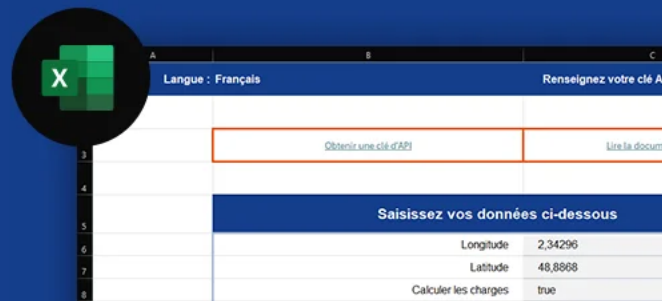 X
A B C
Langue : Français Renseignez votre clé A
3 Obtenir une clé d'API Lire la docum
4
5 Saisissez vos données ci-dessous
6 Longitude 2,34296
7 Latitude 48,8868
8 Calculer les charges true